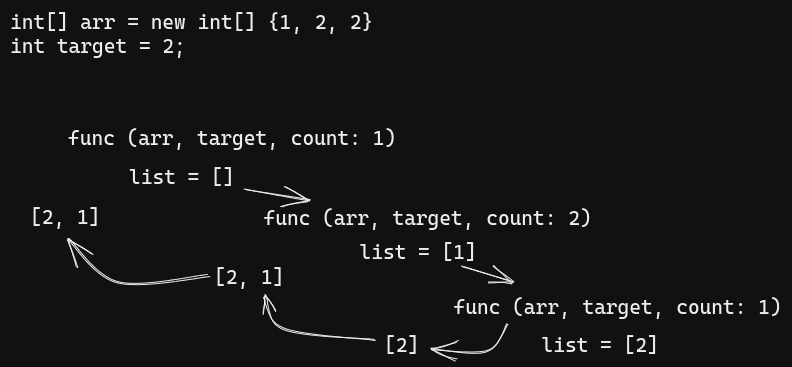 int[] arr = new int[] {1, 2, 2}
int target = 2;
func (arr, target, count: 1)
list = []
[2, 1]
func (arr, target, count: 2)
list = [1]
[2, 1]
func (arr, target, count: 1)
[2]
list = [2]